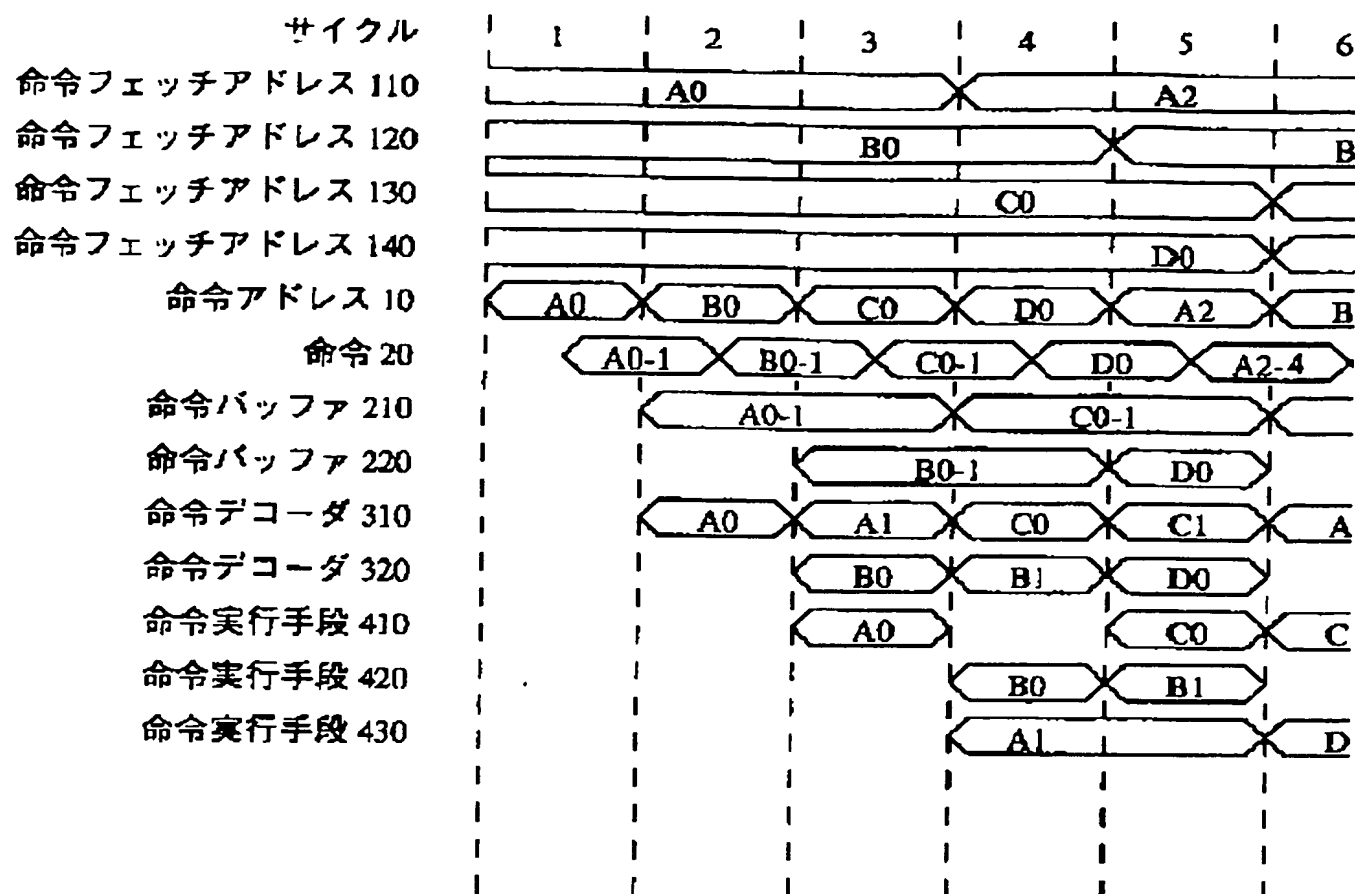 サイクル 1 2 3 4 5 6
命令フェッチアドレス 110 A0 A2
命令フェッチアドレス 120 B0 B
命令フェッチアドレス 130 C0
命令フェッチアドレス 140 D0
命令アドレス 10 A0 B0 C0 D0 A2 B
命令 20 A0-1 B0-1 C0-1 D0 A2-4
命令バッファ 210 A0-1 C0-1
命令バッファ 220 B0-1 D0
命令デコーダ 310 A0 A1 C0 C1 A
命令デコーダ 320 B0 B1 D0
命令実行手段 410 A0 C0 C
命令実行手段 420 B0 B1
命令実行手段 430 A1 D